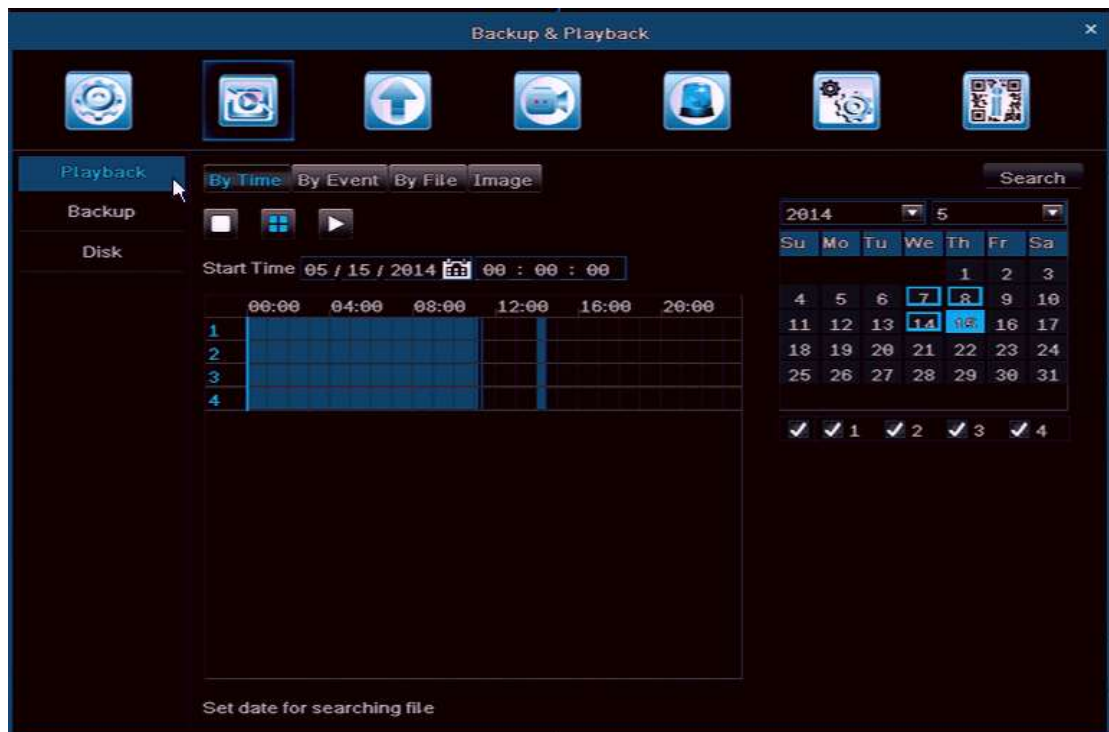 Backup & Playback ×
Playback
Backup
Disk
By Time By Event By File Image
Search
Start Time 05 / 15 / 2014 00 : 00 : 00
00:00 04:00 08:00 12:00 16:00 20:00
1
2
3
4
2014 5
Su Mo Tu We Th Fr Sa
1 2 3
4 5 6 7 8 9 10
11 12 13 14 15 16 17
18 19 20 21 22 23 24
25 26 27 28 29 30 31
1 2 3 4
Set date for searching file